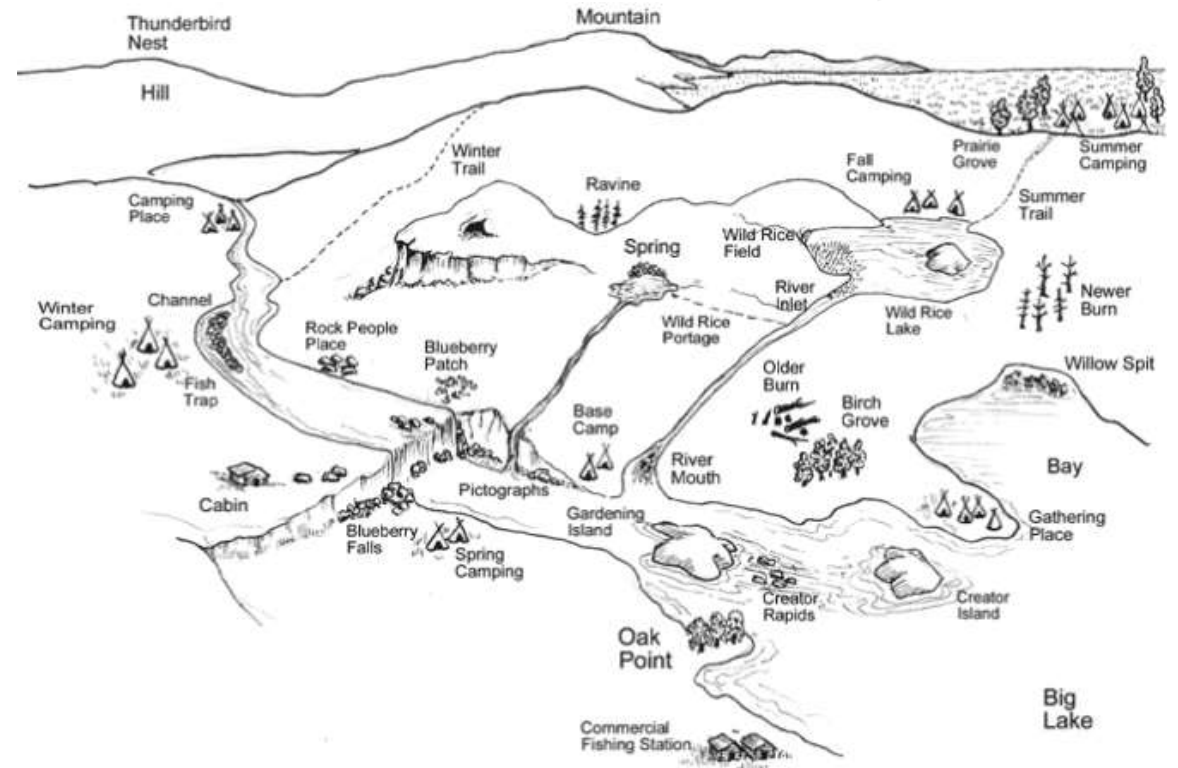 Thunderbird
Nest
Mountain
Hill
Winter
Trail
Prairie
Grove
Summer
Camping
Fall
Camping
Ravine
Summer
Trail
Camping
Place
Wild Rice
Field
Spring
River
Inlet
Newer
Burn
Channel
Winter
Camping
Wild Rice
Portage
Wild Rice
Lake
Rock People
Place
Blueberry
Patch
Willow Spit
Older
Burn
Fish
Trap
Birch
Grove
Base
Camp
River
Mouth
Bay
Pictographs
Cabin
Gardening
Island
Gathering
Place
Blueberry
Falls
Spring
Camping
Creator
Rapids
Creator
Island
Oak
Point
Big
Lake
Commercial
Fishing Station